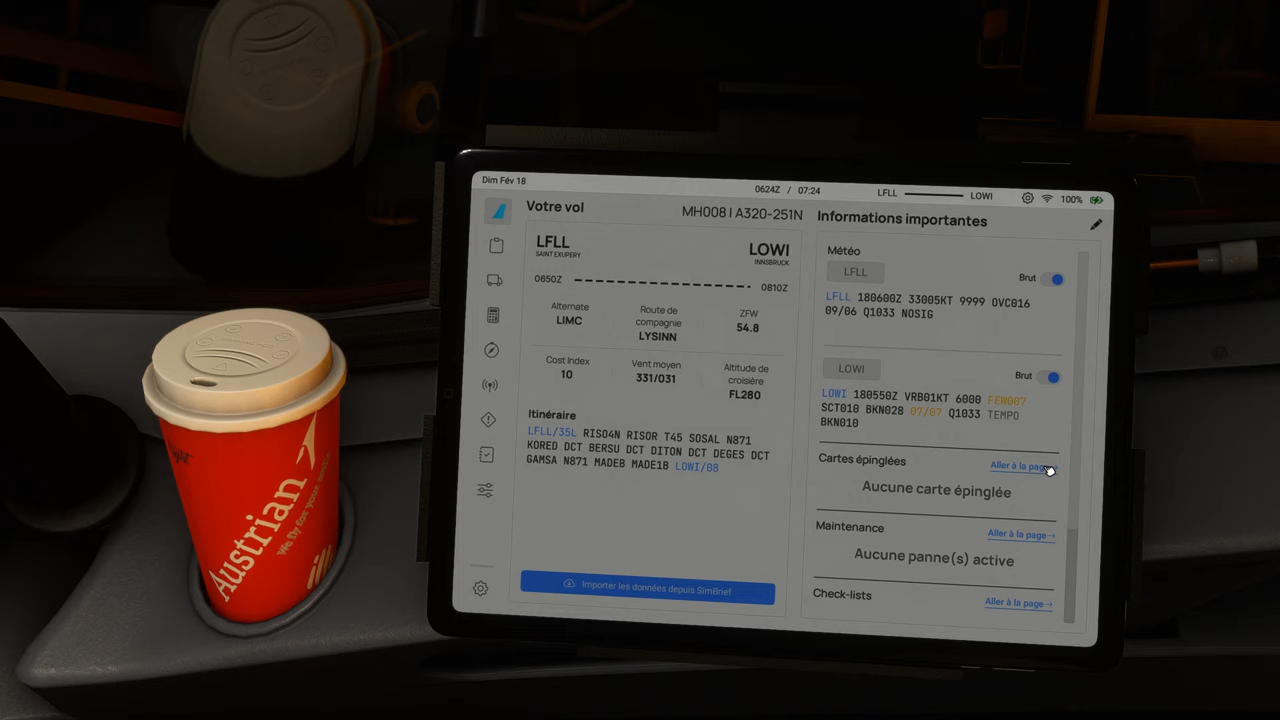 Dim Fév 18
0624Z / 07:24
LFLL
LOWI
100%
Votre vol
MH008 | A320-251N
LFLL
SAINT EXUPERY
LOWI
INNSBRUCK
0650Z
0810Z
Alternate
LIMC
Route de
compagnie
LYSINN
ZFW
54.8
Cost Index
10
Vent moyen
331/031
Altitude de
croisière
FL280
Itinéraire
LFLL/35L RISO4N RISOR T45 SOSAL N871
KORED DCT BERSU DCT DITON DCT DEGES DCT
GAMSA N871 MADEB MADE1B LOWI/08
Importer les données depuis SimBrief
Informations importantes
Météo
LFLL
Brut
LFLL 180600Z 33005KT 9999 OVC016
09/06 Q1033 NOSIG
LOWI
Brut
LOWI 180550Z VRB01KT 6000 FEW007
SCT010 BKN028 07/07 Q1033 TEMPO
BKN010
Cartes épinglées
Aller à la page
Aucune carte épinglée
Maintenance
Aller à la page→
Aucune panne(s) active
Check-lists
Aller à la page→
Austrian
We fly for your smile